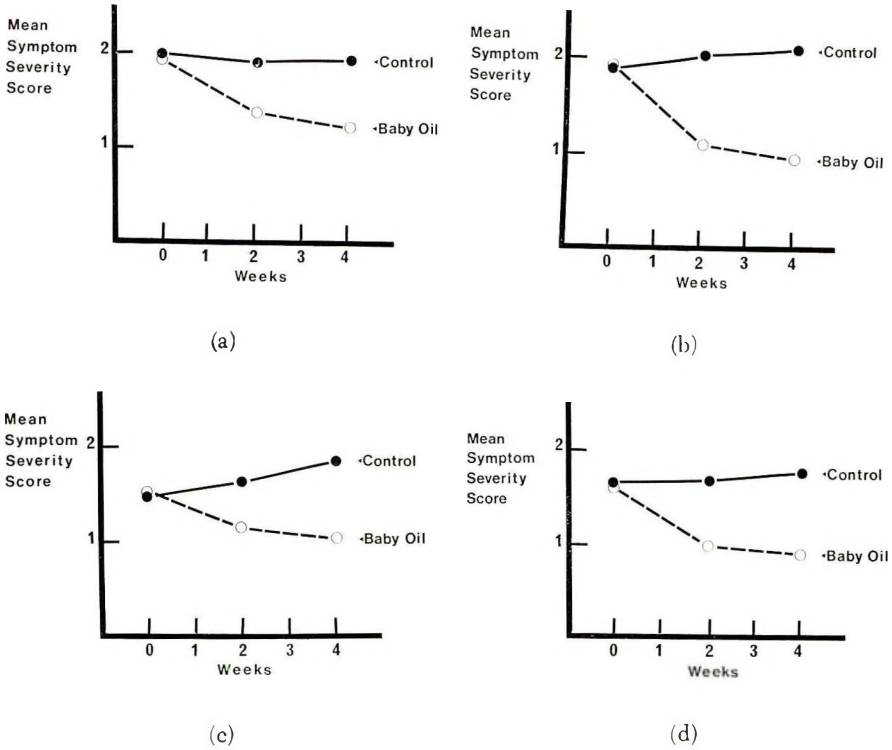 Mean
Symptom
Severity
Score
2
1
Control
Baby Oil
0 1 2 3 4
Weeks
(a)
Mean
Symptom
Severity
Score
2
1
Control
Baby Oil
0 1 2 3 4
Weeks
(b)
Mean
Symptom
Severity
Score
2
1
Control
Baby Oil
0 1 2 3 4
Weeks
(c)
Mean
Symptom
Severity
Score
2
1
Control
Baby Oil
0 1 2 3 4
Weeks
(d)